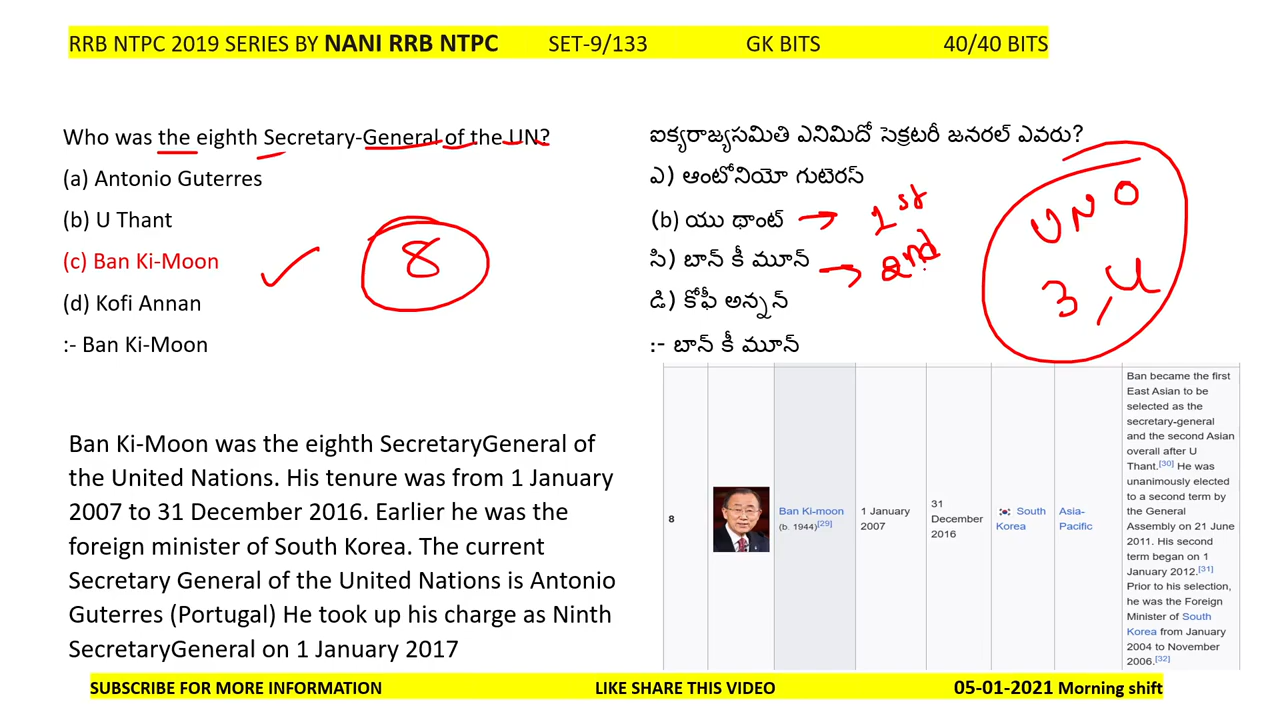 RRB NTPC 2019 SERIES BY NANI RRB NTPC SET-9/133 GK BITS 40/40 BITS
Who was the eighth Secretary-General of the UN?
(a) Antonio Guterres
(b) U Thant
(c) Ban Ki-Moon
(d) Kofi Annan
:- Ban Ki-Moon
8
ఐక్యరాజ్యసమితి ఎనిమిదో సెక్రటరీ జనరల్ ఎవరు?
ఎ) ఆంటోనియో గుటెరస్
(b) యు థాంట్ → 1st
సి) బాన్ కీ మూన్ → 2nd
డి) కోఫీ అన్నన్
:- బాన్ కీ మూన్
UNO
3, 4
Ban Ki-Moon was the eighth SecretaryGeneral of
the United Nations. His tenure was from 1 January
2007 to 31 December 2016. Earlier he was the
foreign minister of South Korea. The current
Secretary General of the United Nations is Antonio
Guterres (Portugal) He took up his charge as Ninth
SecretaryGeneral on 1 January 2017
8
Ban Ki-moon
(b. 1944)[29]
1 January
2007
31
December
2016
South
Korea
Asia-
Pacific
Ban became the first
East Asian to be
selected as the
secretary-general
and the second Asian
overall after U
Thant.[30] He was
unanimously elected
to a second term by
the General
Assembly on 21 June
2011. His second
term began on 1
January 2012.[31]
Prior to his selection,
he was the Foreign
Minister of South
Korea from January
2004 to November
2006.[32]
SUBSCRIBE FOR MORE INFORMATION LIKE SHARE THIS VIDEO 05-01-2021 Morning shift